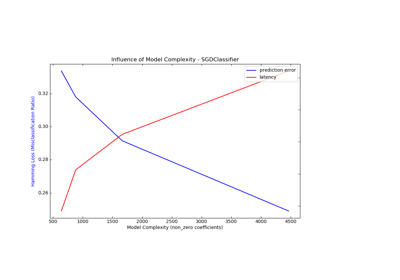 Influence of Model Complexity - SGDClassifier
prediction error
latency
Hamming Loss (Misclassification Ratio)
0.32
0.30
0.28
0.26
500
1000
1500
2000
2500
3000
3500
4000
4500
Model Complexity (non_zero coefficients)